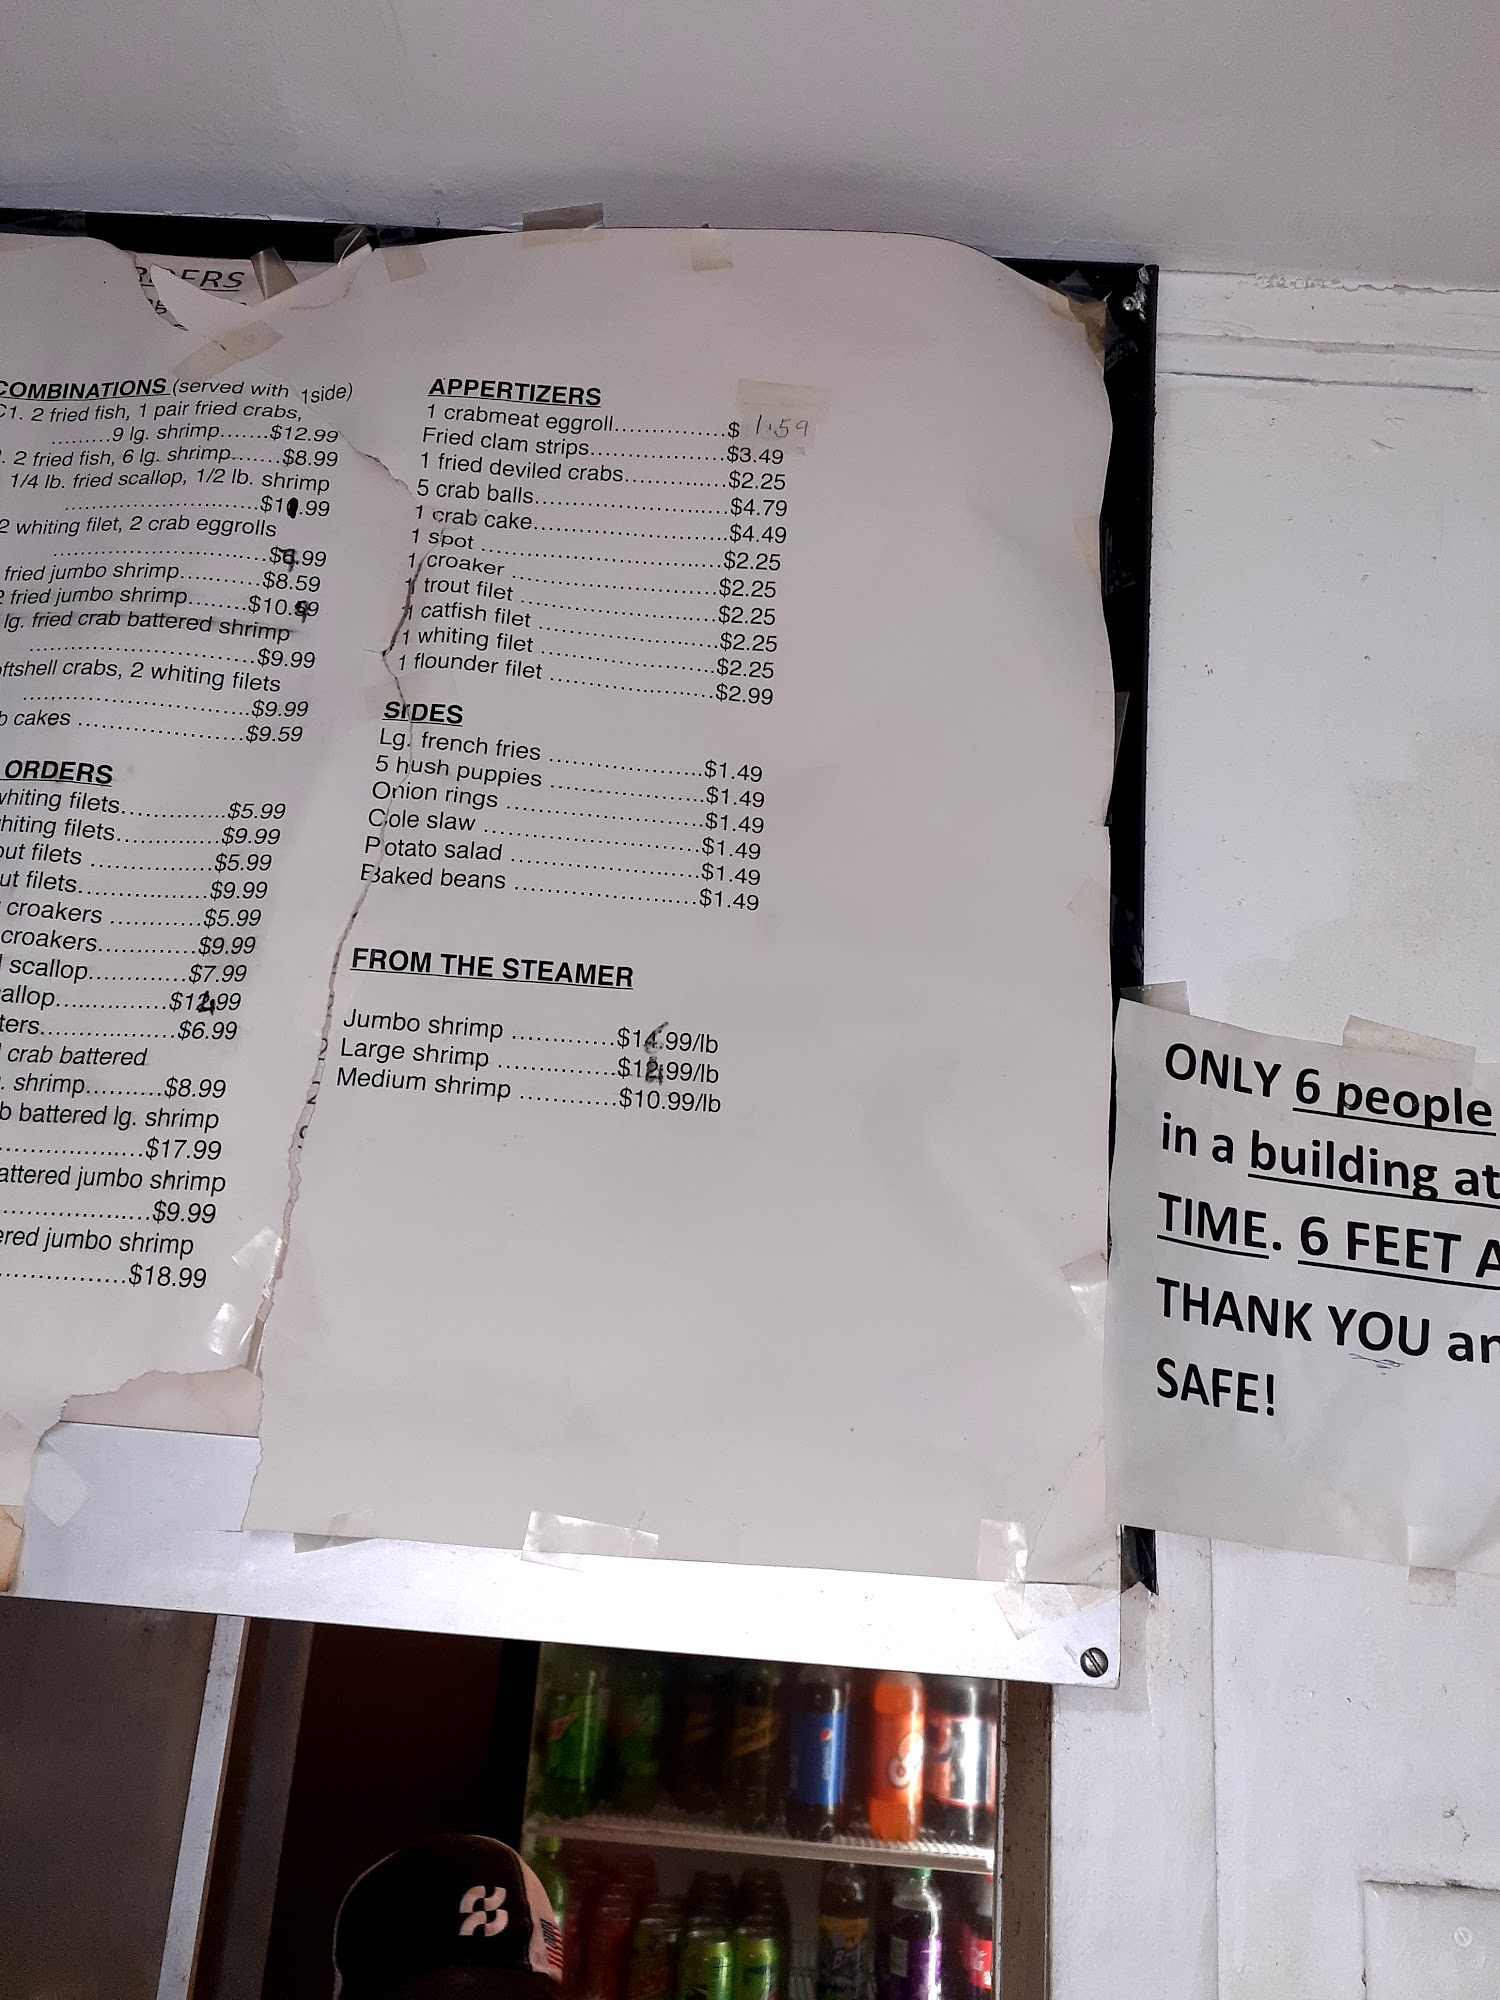 COMBINATIONS (served with 1side)
C1. 2 fried fish, 1 pair fried crabs,
.........9 lg. shrimp.......$12.99
. 2 fried fish, 6 lg. shrimp.......$8.99
1/4 lb. fried scallop, 1/2 lb. shrimp
2 whiting filet, 2 crab eggrolls
fried jumbo shrimp...........$8.59
2 fried jumbo shrimp........
lg. fried crab battered shrimp
..................................$9.99
softshell crabs, 2 whiting filets
..................................$9.99
cakes .........................$9.59
ORDERS
whiting filets...............$5.99
whiting filets...............$9.99
filets ..................$5.99
filets...................$9.99
croakers ............$5.99
croakers.............$9.99
scallop..............$7.99
..................
................$6.99
crab battered
shrimp..........$8.99
battered lg. shrimp
......................$17.99
battered jumbo shrimp
......................$9.99
jumbo shrimp
..................$18.99
APPERTIZERS
1 crabmeat eggroll................$ 1.59
Fried clam strips....................$3.49
1 fried deviled crabs...............$2.25
5 crab balls.............................$4.79
1 crab cake.............................$4.49
1 spot .....................................$2.25
1 croaker ...............................$2.25
1 trout filet ..............................$2.25
1 catfish filet ..........................$2.25
1 whiting filet ..........................$2.25
1 flounder filet ........................$2.99
SIDES
Lg. french fries .......................$1.49
5 hush puppies .......................$1.49
Onion rings .............................$1.49
Cole slaw ................................$1.49
Potato salad ............................$1.49
Baked beans ...........................$1.49
FROM THE STEAMER
Jumbo shrimp ..............$14.99/lb
Large shrimp .................
Medium shrimp .............$10.99/lb
ONLY 6 people
in a building at
TIME. 6 FEET A
THANK YOU an
SAFE!